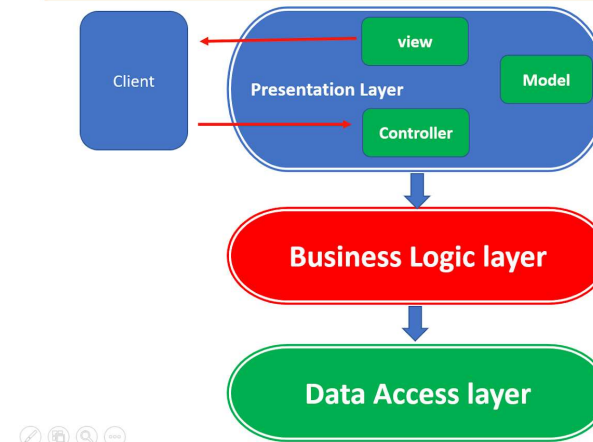 view
Client
Model
Presentation Layer
Controller
Business Logic layer
Data Access layer